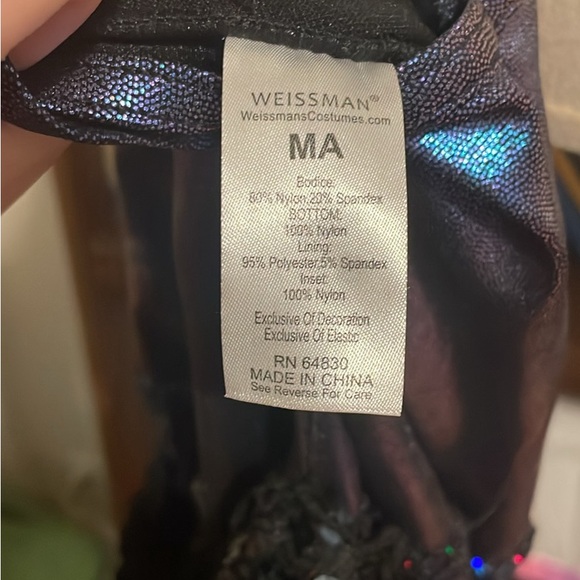 WEISSMAN®
WeissmansCostumes.com
MA
Bodice:
80% Nylon,20% Spandex
BOTTOM:
100% Nylon
Lining:
95% Polyester,5% Spandex
Inset:
100% Nylon
Exclusive Of Decoration
Exclusive Of Elastic
RN 64830
MADE IN CHINA
See Reverse For Care